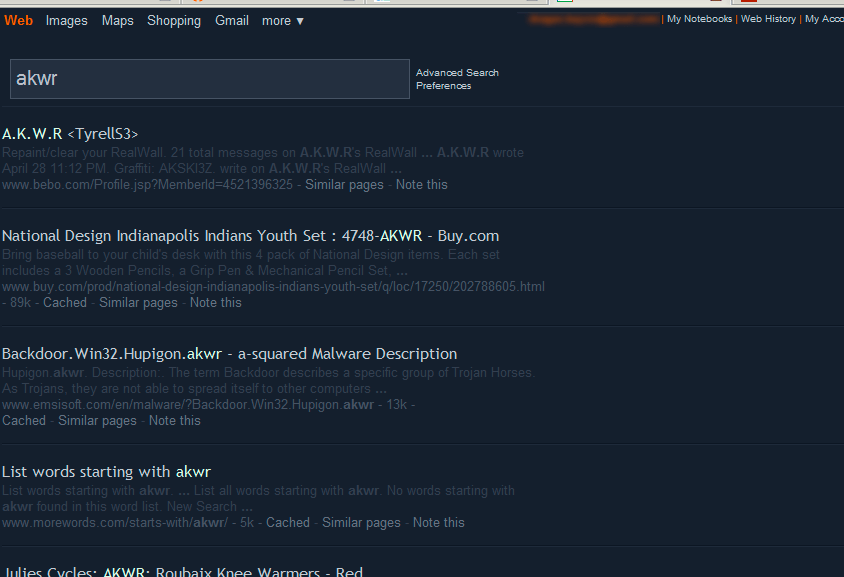 Web Images Maps Shopping Gmail more ▼
| My Notebooks | Web History | My Acco
akwr
Advanced Search
Preferences
A.K.W.R <TyrellS3>
Repaint/clear your RealWall. 21 total messages on A.K.W.R's RealWall ... A.K.W.R wrote
April 28 11:12 PM. Graffiti: AKSKI3Z. write on A.K.W.R's RealWall ...
www.bebo.com/Profile.jsp?MemberId=4521396325 - Similar pages - Note this
National Design Indianapolis Indians Youth Set : 4748-AKWR - Buy.com
Bring baseball to your child's desk with this 4 pack of National Design items. Each set
includes a 3 Wooden Pencils, a Grip Pen & Mechanical Pencil Set, ...
www.buy.com/prod/national-design-indianapolis-indians-youth-set/q/loc/17250/202788605.html
- 89k - Cached - Similar pages - Note this
Backdoor.Win32.Hupigon.akwr - a-squared Malware Description
Hupigon.akwr. Description:. The term Backdoor describes a specific group of Trojan Horses.
As Trojans, they are not able to spread itself to other computers ...
www.emsisoft.com/en/malware/?Backdoor.Win32.Hupigon.akwr - 13k -
Cached - Similar pages - Note this
List words starting with akwr
List words starting with akwr. ... List all words starting with akwr. No words starting with
akwr found in this word list. New Search ...
www.morewords.com/starts-with/akwr/ - 5k - Cached - Similar pages - Note this
Julies Cycles: AKWR: Roubaix Knee Warmers - Red